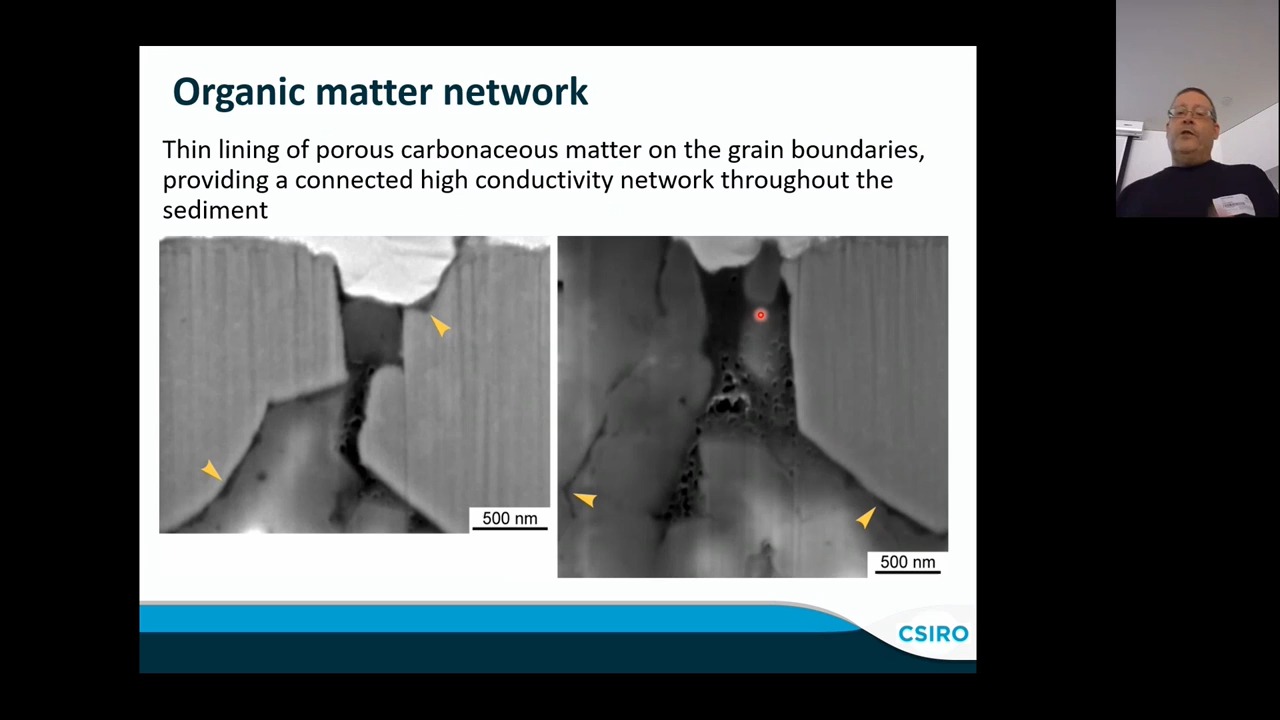 Organic matter network
Thin lining of porous carbonaceous matter on the grain boundaries,
providing a connected high conductivity network throughout the
sediment
500 nm
500 nm
CSIRO